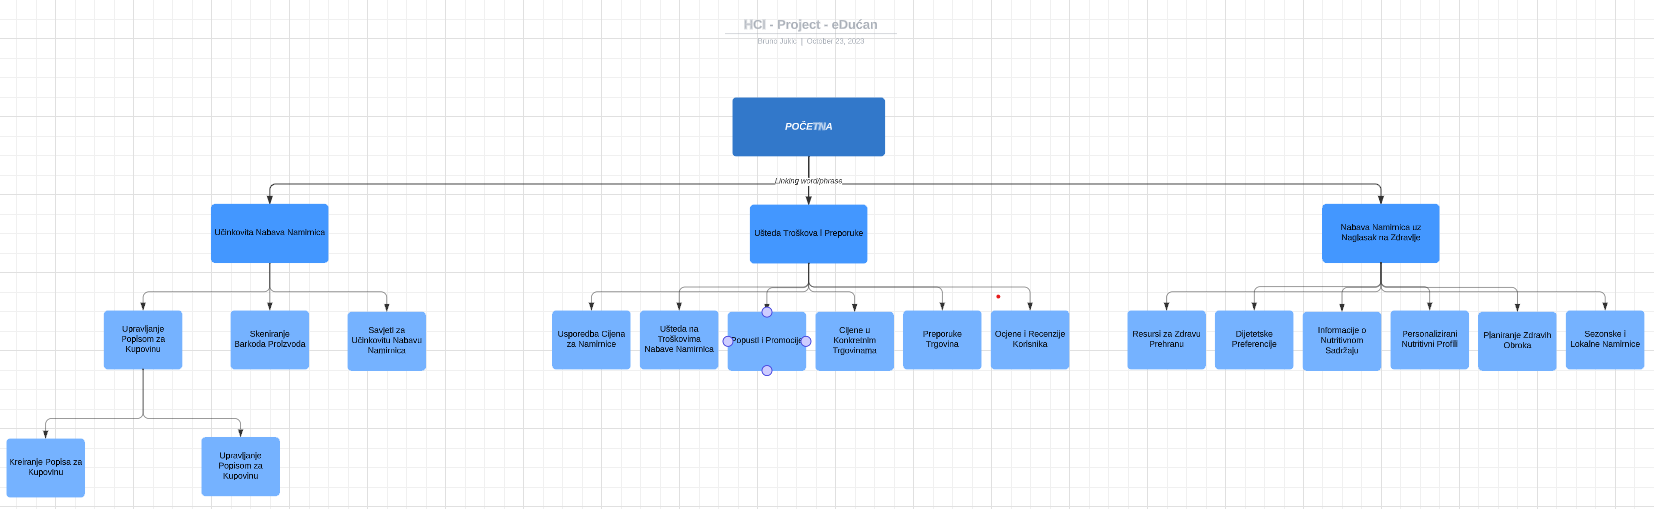 HCI - Project - eDućan
Bruno Jukić | October 23, 2023
POČETNA
Linking word/phrase
Učinkovita Nabava Namirnica
Ušteda Troškova i Preporuke
Nabava Namirnica uz
Naglasak na Zdravlje
Upravljanje
Popisom za
Kupovinu
Skeniranje
Barkoda Proizvoda
Savjeti za
Učinkovitu Nabavu
Namirnica
Usporedba Cijena
za Namirnice
Ušteda na
Troškovima
Nabave Namirnica
Popusti i Promocije
Cijene u
Konkretnim
Trgovinama
Preporuke
Trgovina
Ocjene i Recenzije
Korisnika
Resursi za Zdravu
Prehranu
Dijetetske
Preferencije
Informacije o
Nutritivnom
Sadržaju
Personalizirani
Nutritivni Profili
Planiranje Zdravih
Obroka
Sezonske i
Lokalne Namirnice
Kreiranje Popisa za
Kupovinu
Upravljanje
Popisom za
Kupovinu